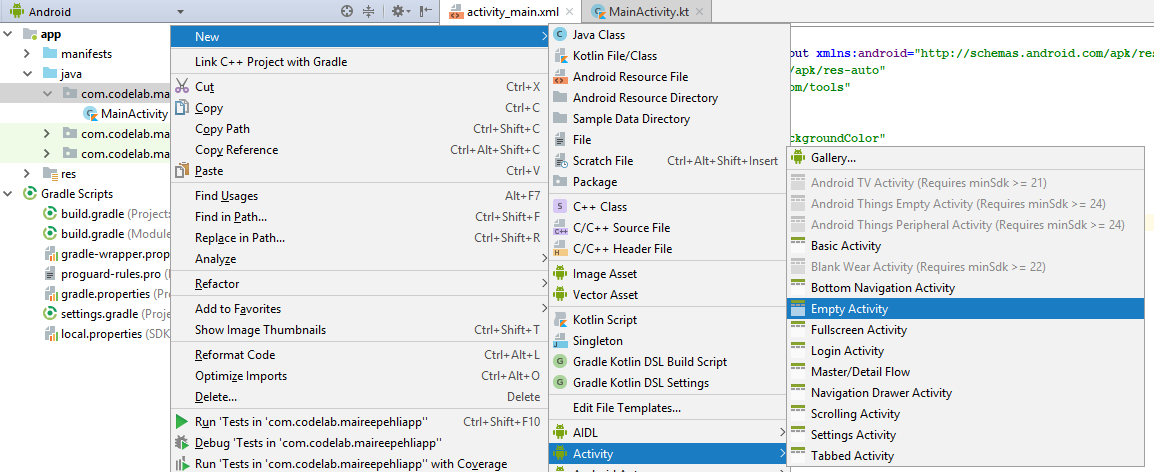 Android
app
manifests
java
com.codelab.mai
MainActivity
com.codelab.ma
com.codelab.ma
res
Gradle Scripts
build.gradle (Project
build.gradle (Module
gradle-wrapper.prop
proguard-rules.pro (
gradle.properties (P
settings.gradle (Proje
local.properties (SDK
New
Link C++ Project with Gradle
Cut Ctrl+X
Copy Ctrl+C
Copy Path Ctrl+Shift+C
Copy Reference Ctrl+Alt+Shift+C
Paste Ctrl+V
Find Usages Alt+F7
Find in Path... Ctrl+Shift+F
Replace in Path... Ctrl+Shift+R
Analyze
Refactor
Add to Favorites
Show Image Thumbnails Ctrl+Shift+T
Reformat Code Ctrl+Alt+L
Optimize Imports Ctrl+Alt+O
Delete... Delete
Run 'Tests in 'com.codelab.maireepehliapp'' Ctrl+Shift+F10
Debug 'Tests in 'com.codelab.maireepehliapp''
Run 'Tests in 'com.codelab.maireepehliapp'' with Coverage
activity_main.xml
MainActivity.kt
Java Class
Kotlin File/Class
Android Resource File
Android Resource Directory
Sample Data Directory
File
Scratch File Ctrl+Alt+Shift+Insert
Package
C++ Class
C/C++ Source File
C/C++ Header File
Image Asset
Vector Asset
Kotlin Script
Singleton
Gradle Kotlin DSL Build Script
Gradle Kotlin DSL Settings
Edit File Templates...
AIDL
Activity
out xmlns:android="http://schemas.android.com/apk/res
/apk/res-auto"
om/tools"
ckgroundColor"
Gallery...
Android TV Activity (Requires minSdk >= 21)
Android Things Empty Activity (Requires minSdk >= 24)
Android Things Peripheral Activity (Requires minSdk >= 24)
Basic Activity
Blank Wear Activity (Requires minSdk >= 22)
Bottom Navigation Activity
Empty Activity
Fullscreen Activity
Login Activity
Master/Detail Flow
Navigation Drawer Activity
Scrolling Activity
Settings Activity
Tabbed Activity